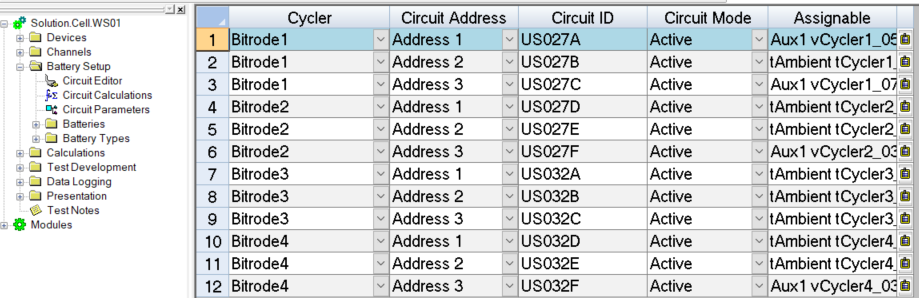 Solution.Cell.WS01
Devices
Channels
Battery Setup
Circuit Editor
Circuit Calculations
Circuit Parameters
Batteries
Battery Types
Calculations
Test Development
Data Logging
Presentation
Test Notes
Modules
Cycler Circuit Address Circuit ID Circuit Mode Assignable
1 Bitrode1 Address 1 US027A Active Aux1 vCycler1_05
2 Bitrode1 Address 2 US027B Active tAmbient tCycler1_
3 Bitrode1 Address 3 US027C Active Aux1 vCycler1_07
4 Bitrode2 Address 1 US027D Active tAmbient tCycler2_
5 Bitrode2 Address 2 US027E Active tAmbient tCycler2_
6 Bitrode2 Address 3 US027F Active Aux1 vCycler2_03
7 Bitrode3 Address 1 US032A Active tAmbient tCycler3_
8 Bitrode3 Address 2 US032B Active tAmbient tCycler3_
9 Bitrode3 Address 3 US032C Active tAmbient tCycler3_
10 Bitrode4 Address 1 US032D Active tAmbient tCycler4_
11 Bitrode4 Address 2 US032E Active tAmbient tCycler4_
12 Bitrode4 Address 3 US032F Active Aux1 vCycler4_03